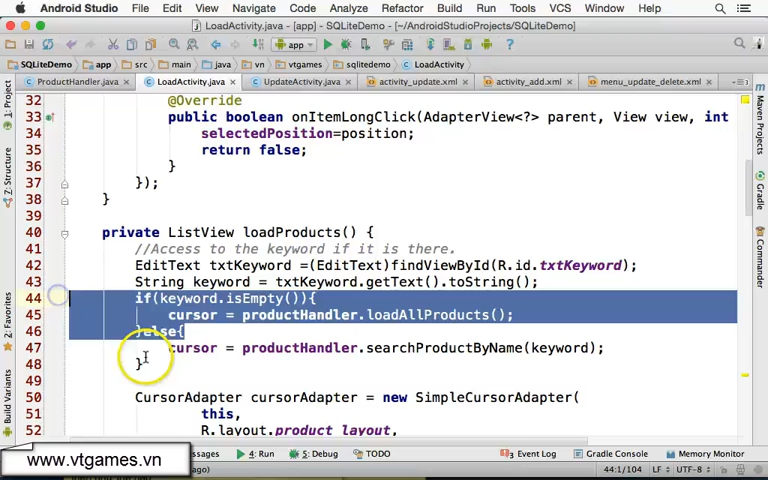 Android Studio File Edit View Navigate Code Analyze Refactor Build Run Tools VCS Window Help
LoadActivity.java - [app] - SQLiteDemo - [~/AndroidStudioProjects/SQLiteDemo]
app
SQLiteDemo app src main java vn vtgames sqlitedemo LoadActivity
ProductHandler.java LoadActivity.java UpdateActivity.java activity_update.xml activity_add.xml menu_update_delete.xml
32 @Override
33 public boolean onItemLongClick(AdapterView<?> parent, View view, int
34 selectedPosition=position;
35 return false;
36 }
37 });
38 }
39
40 private ListView loadProducts() {
41 //Access to the keyword if it is there.
42 EditText txtKeyword =(EditText)findViewById(R.id.txtKeyword);
43 String keyword = txtKeyword.getText().toString();
44 if(keyword.isEmpty()){
45 cursor = productHandler.loadAllProducts();
46 }else{
47 cursor = productHandler.searchProductByName(keyword);
48 }
49
50 CursorAdapter cursorAdapter = new SimpleCursorAdapter(
51 this,
52 R.layout.product_layout,
1: Project
7: Structure
2: Favorites
Build Variants
Maven Projects
Gradle
Commander
ssages 4: Run 5: Debug TODO Event Log Gradle Console Memory Monitor
ago) 44:1/104 LF UTF-8
www.vtgames.vn